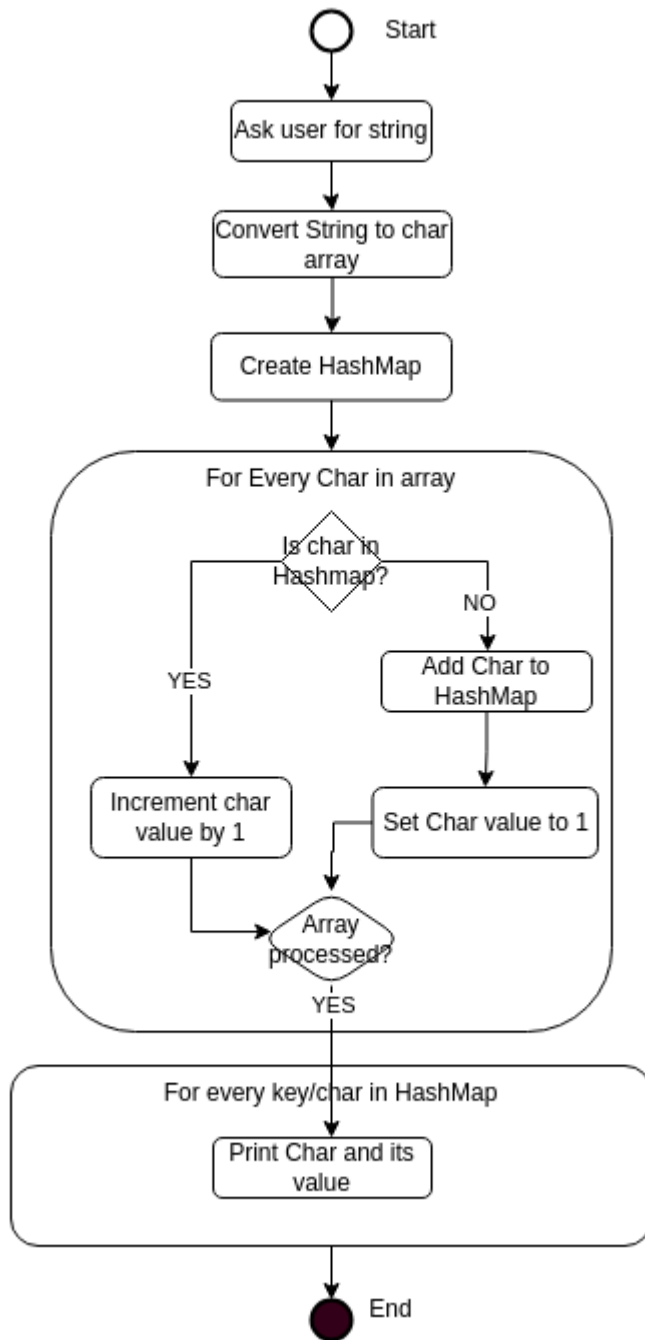 Start
Ask user for string
Convert String to char
array
Create HashMap
For Every Char in array
Is char in
Hashmap?
NO
Add Char to
HashMap
YES
Increment char
value by 1
Set Char value to 1
Array
processed?
YES
For every key/char in HashMap
Print Char and its
value
End